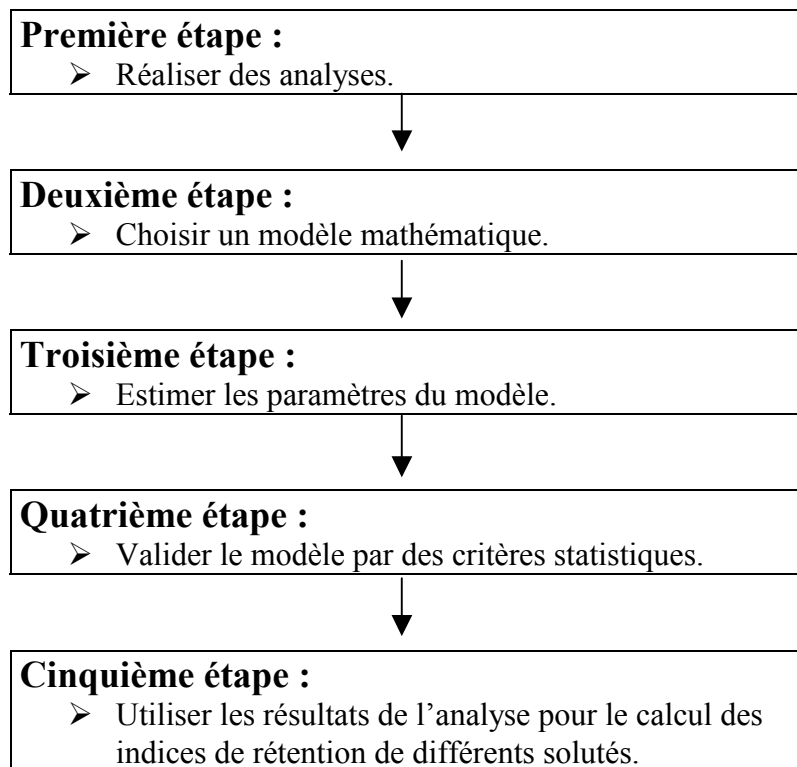 Première étape :
➢ Réaliser des analyses.
Deuxième étape :
➢ Choisir un modèle mathématique.
Troisième étape :
➢ Estimer les paramètres du modèle.
Quatrième étape :
➢ Valider le modèle par des critères statistiques.
Cinquième étape :
➢ Utiliser les résultats de l’analyse pour le calcul des
indices de rétention de différents solutés.